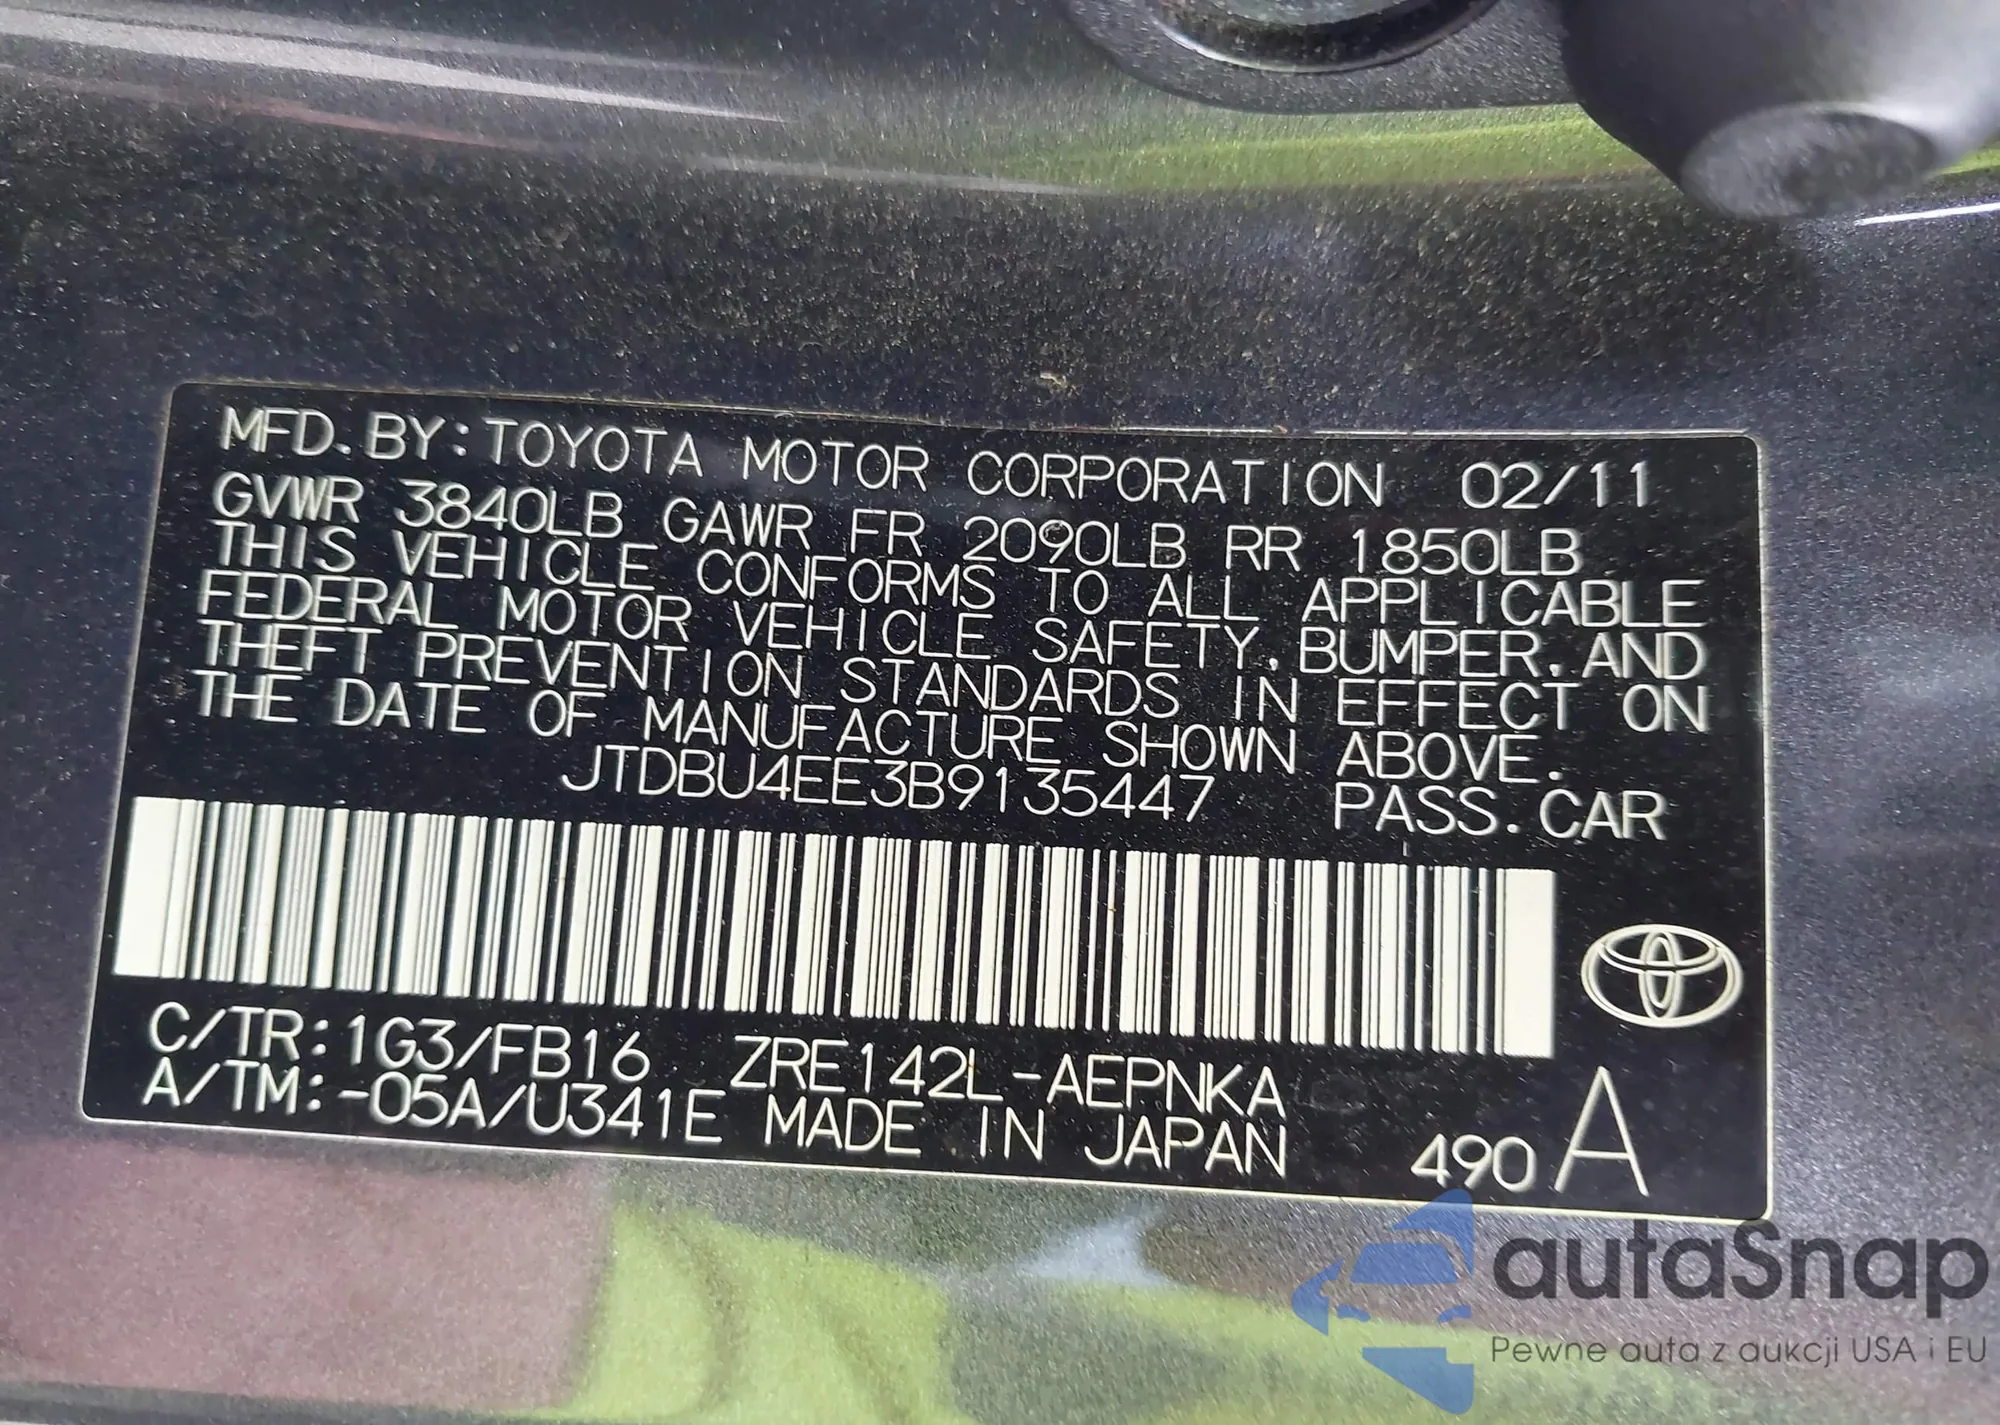 MFD. BY: TOYOTA MOTOR CORPORATION 02/11
GVWR 3840LB GAWR FR 2090LB RR 1850LB
THIS VEHICLE CONFORMS TO ALL APPLICABLE
FEDERAL MOTOR VEHICLE SAFETY, BUMPER, AND
THEFT PREVENTION STANDARDS IN EFFECT ON
THE DATE OF MANUFACTURE SHOWN ABOVE.
JTDBU4EE3B9135447 PASS. CAR
C/TR: 1G3/FB16 ZRE142L-AEPNKA
A/TM: -05A/U341E MADE IN JAPAN 490 A
autaSnap
Pewne auta z aukcji USA i EU